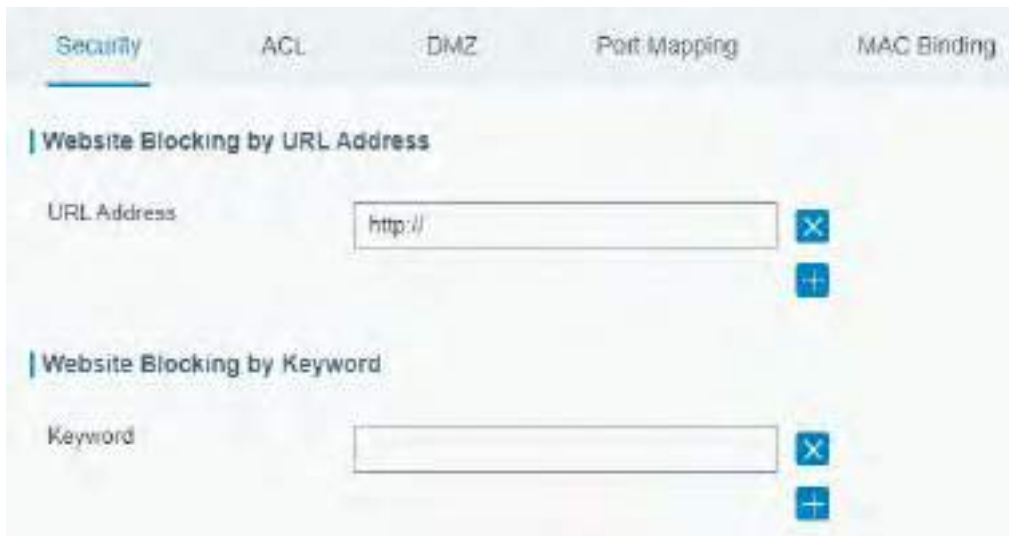 Security ACL DMZ Port Mapping MAC Binding
Website Blocking by URL Address
URL Address http://
Website Blocking by Keyword
Keyword